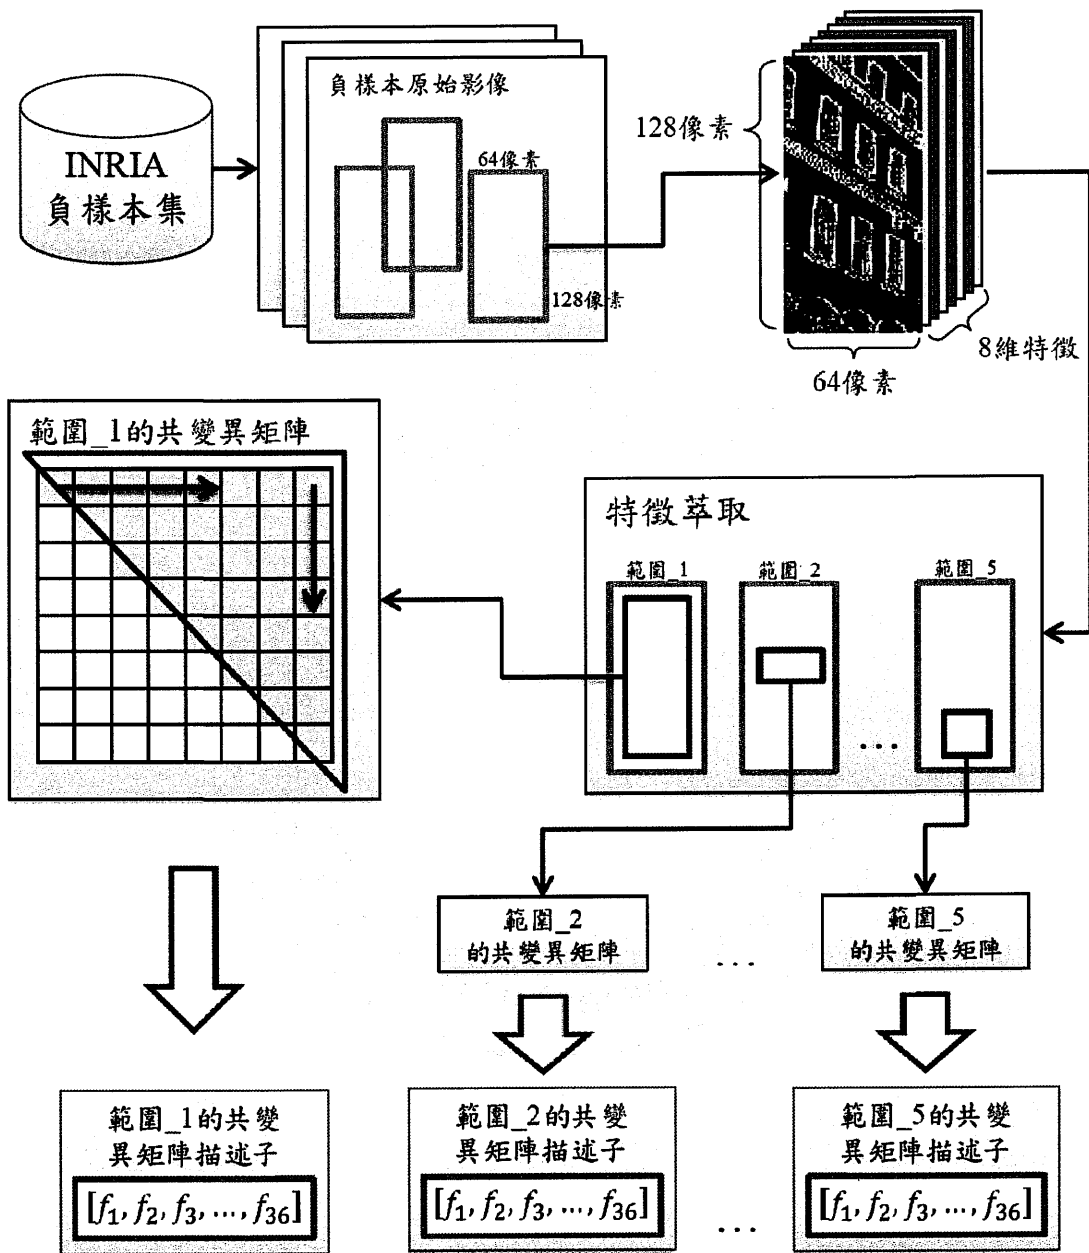 INRIA
負樣本集
負樣本原始影像
64像素
128像素
128像素
64像素
8維特徵
範圍_1的共變異矩陣
特徵萃取
範圍_1
範圍_2
範圍_5
...
範圍_2
的共變異矩陣
...
範圍_5
的共變異矩陣
範圍_1的共變
異矩陣描述子
[f₁, f₂, f₃, ..., f₃₆]
範圍_2的共變
異矩陣描述子
[f₁, f₂, f₃, ..., f₃₆]
...
範圍_5的共變
異矩陣描述子
[f₁, f₂, f₃, ..., f₃₆]